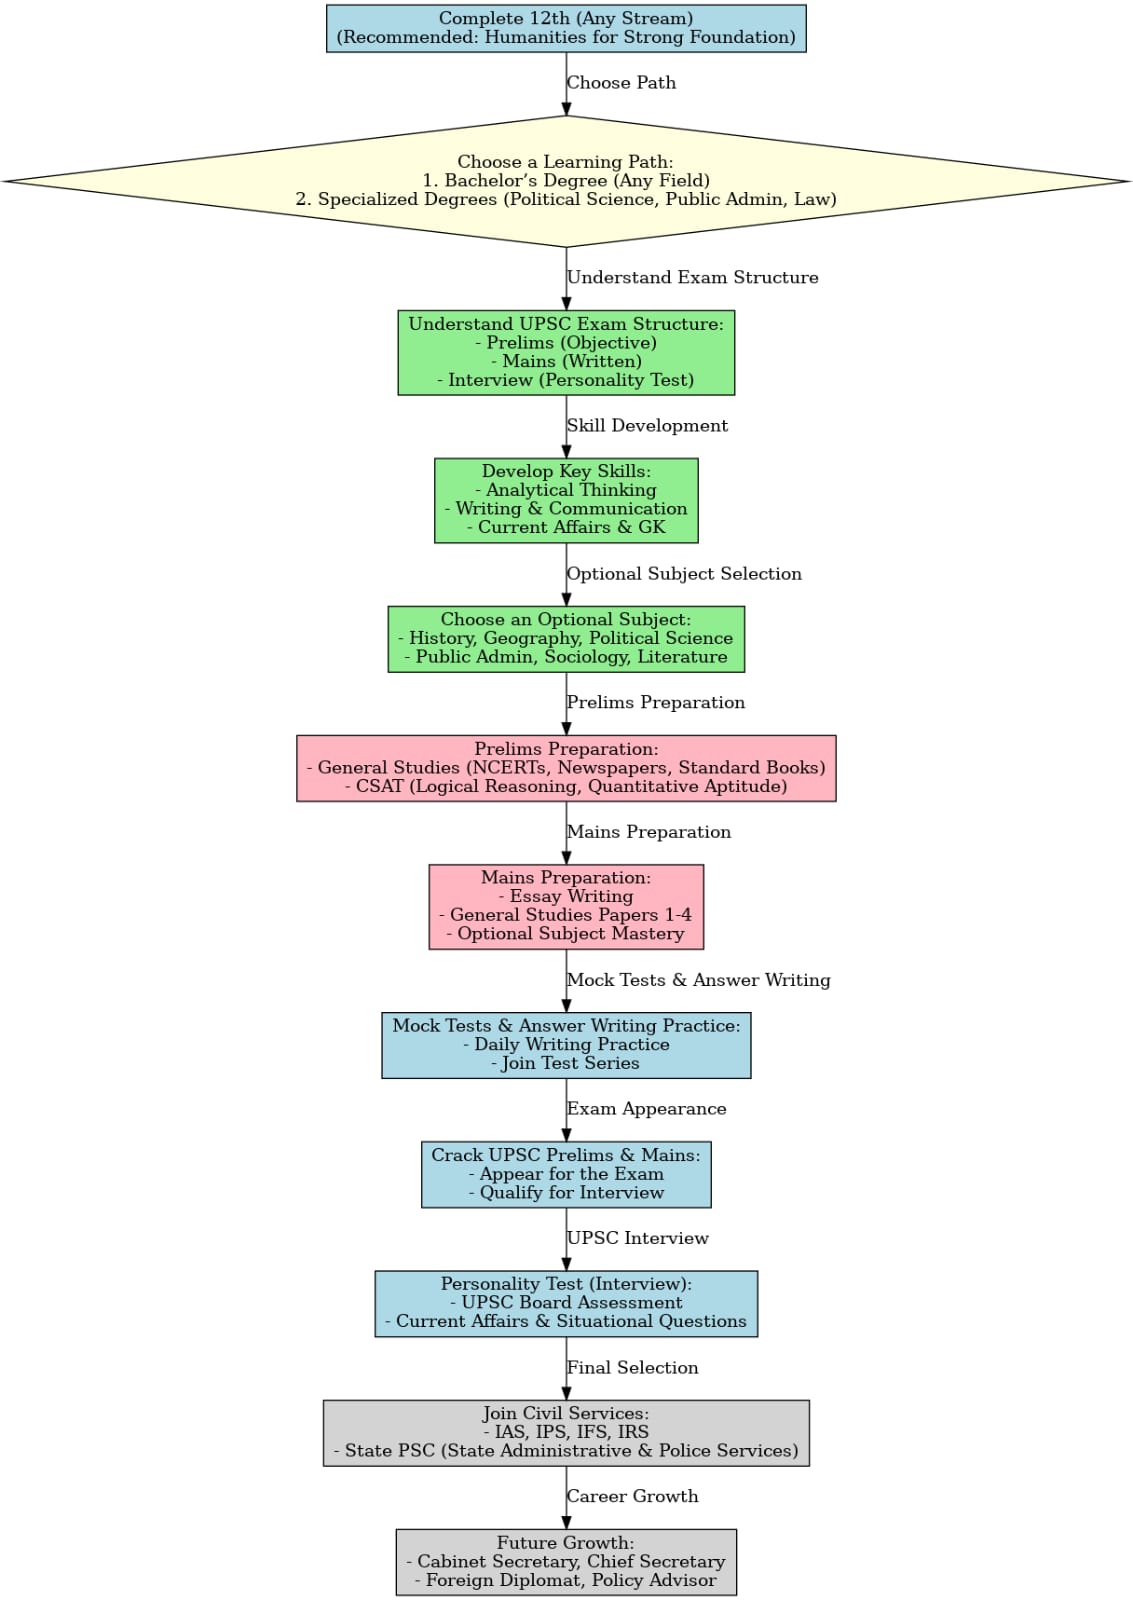 Complete 12th (Any Stream)
(Recommended: Humanities for Strong Foundation)
Choose Path
Choose a Learning Path:
1. Bachelor’s Degree (Any Field)
2. Specialized Degrees (Political Science, Public Admin, Law)
Understand Exam Structure
Understand UPSC Exam Structure:
- Prelims (Objective)
- Mains (Written)
- Interview (Personality Test)
Skill Development
Develop Key Skills:
- Analytical Thinking
- Writing & Communication
- Current Affairs & GK
Optional Subject Selection
Choose an Optional Subject:
- History, Geography, Political Science
- Public Admin, Sociology, Literature
Prelims Preparation
Prelims Preparation:
- General Studies (NCERTs, Newspapers, Standard Books)
- CSAT (Logical Reasoning, Quantitative Aptitude)
Mains Preparation
Mains Preparation:
- Essay Writing
- General Studies Papers 1-4
- Optional Subject Mastery
Mock Tests & Answer Writing
Mock Tests & Answer Writing Practice:
- Daily Writing Practice
- Join Test Series
Exam Appearance
Crack UPSC Prelims & Mains:
- Appear for the Exam
- Qualify for Interview
UPSC Interview
Personality Test (Interview):
- UPSC Board Assessment
- Current Affairs & Situational Questions
Final Selection
Join Civil Services:
- IAS, IPS, IFS, IRS
- State PSC (State Administrative & Police Services)
Career Growth
Future Growth:
- Cabinet Secretary, Chief Secretary
- Foreign Diplomat, Policy Advisor